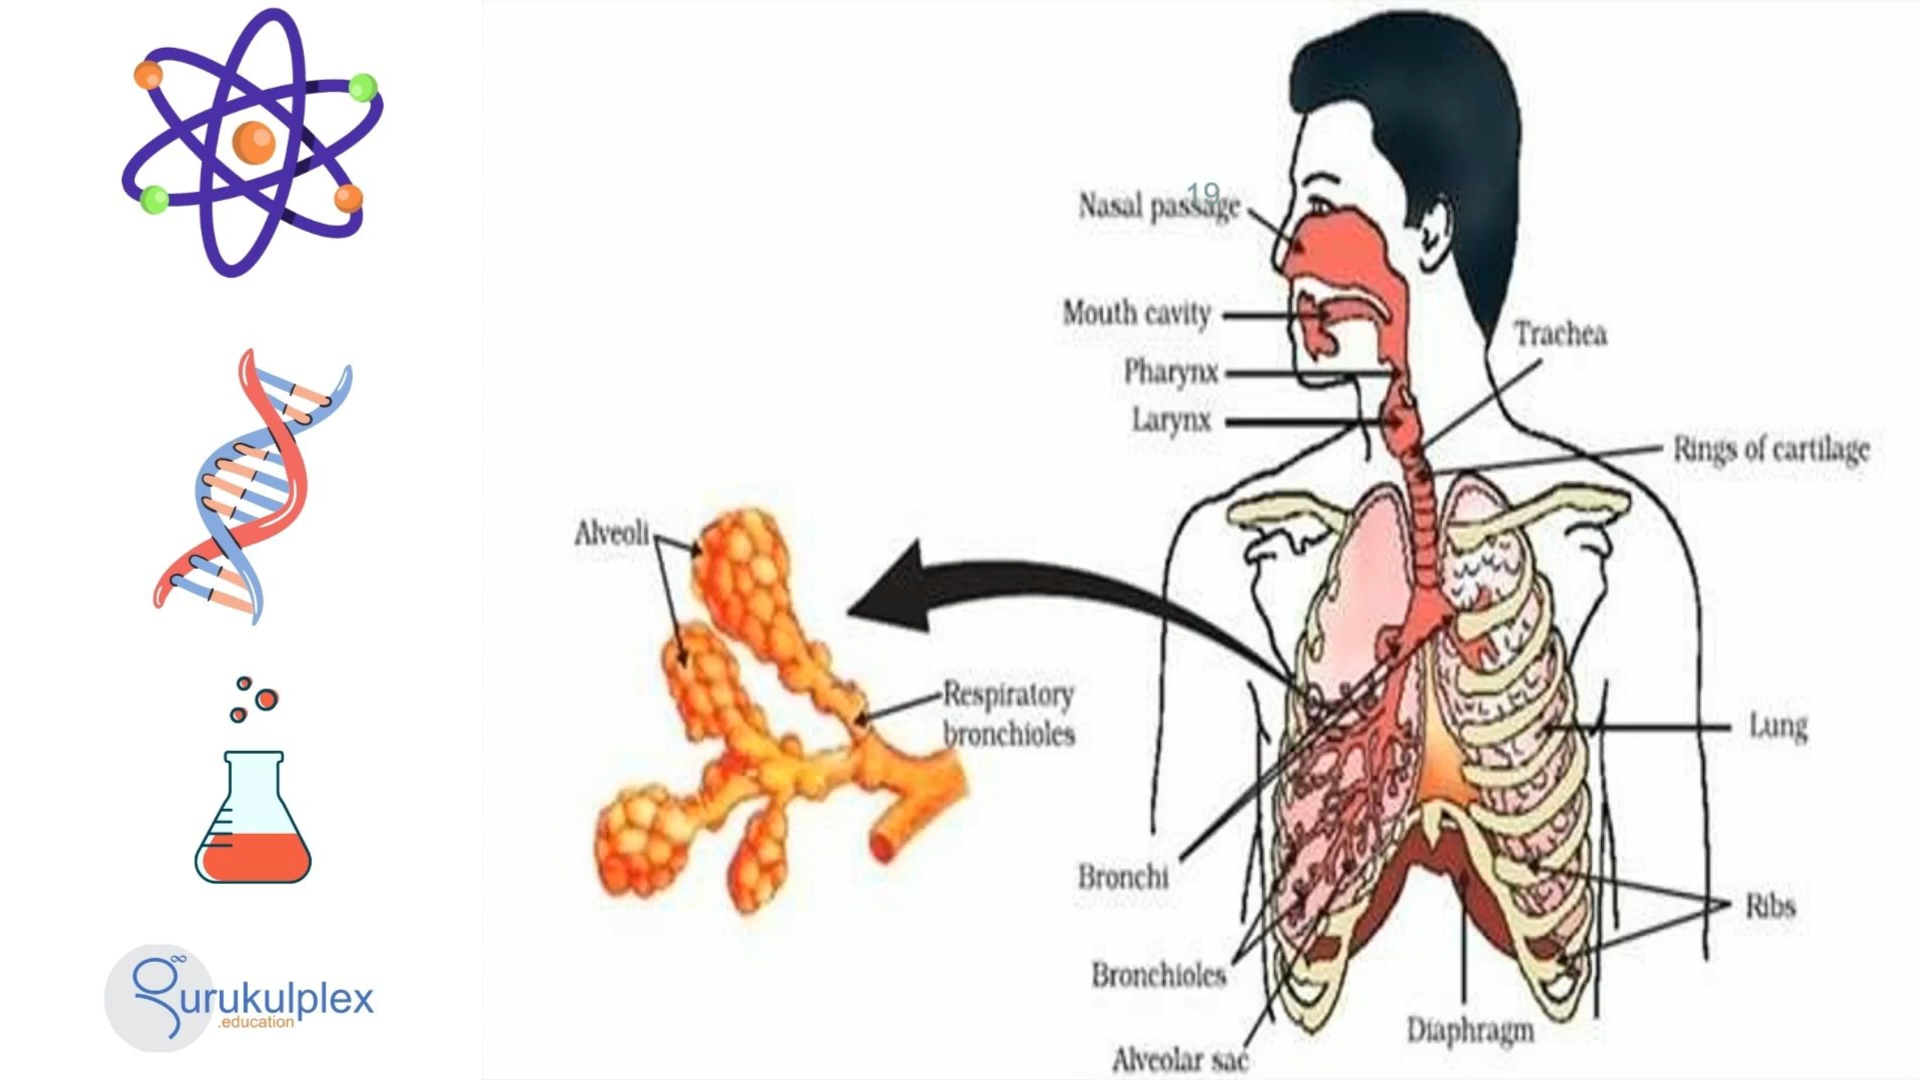 19
Nasal passage
Mouth cavity
Trachea
Pharynx
Larynx
Rings of cartilage
Alveoli
Respiratory
bronchioles
Lung
Bronchi
Ribs
Bronchioles
Diaphragm
Alveolar sac
gurukulplex
.education